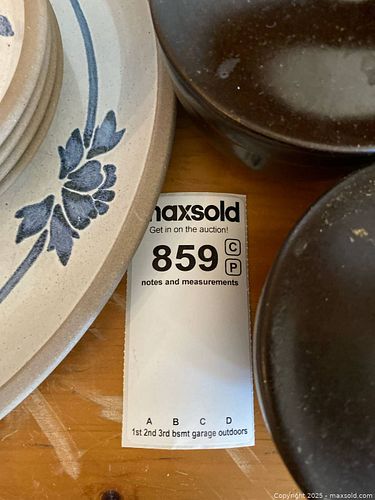 maxsold
Get in on the auction!
859 C
P
notes and measurements
A B C D
1st 2nd 3rd bsmt garage outdoors
Copyright 2025 - maxsold.com